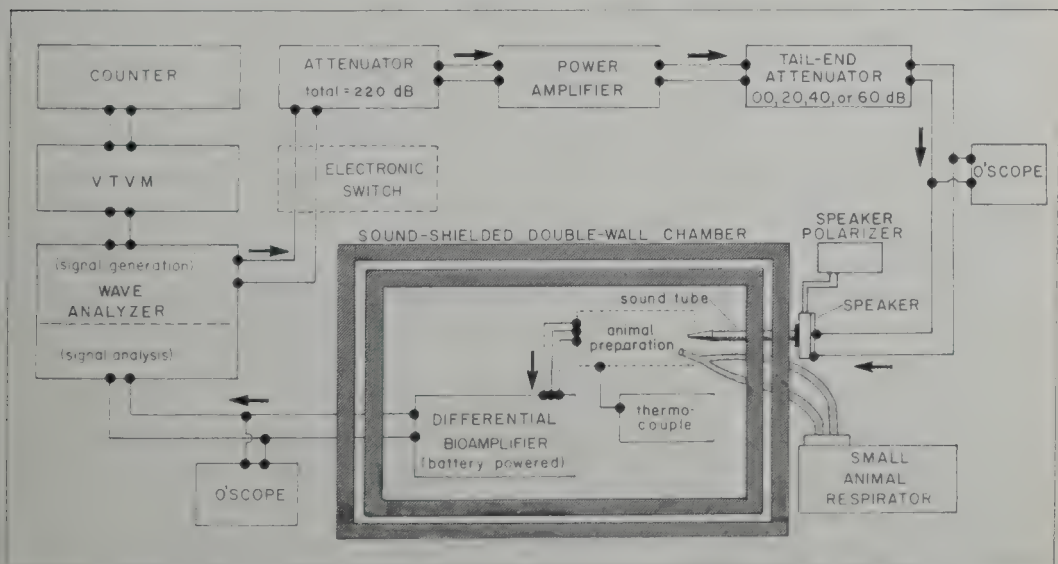 COUNTER
VTVM
(signal generation)
WAVE
ANALYZER
(signal analysis)
ATTENUATOR
total = 220 dB
ELECTRONIC
SWITCH
POWER
AMPLIFIER
TAIL-END
ATTENUATOR
00, 20, 40, or 60 dB
O'SCOPE
SPEAKER
POLARIZER
SPEAKER
SOUND-SHIELDED DOUBLE-WALL CHAMBER
sound tube
animal
preparation
thermo-
couple
DIFFERENTIAL
BIOAMPLIFIER
(battery powered)
O'SCOPE
SMALL
ANIMAL
RESPIRATOR